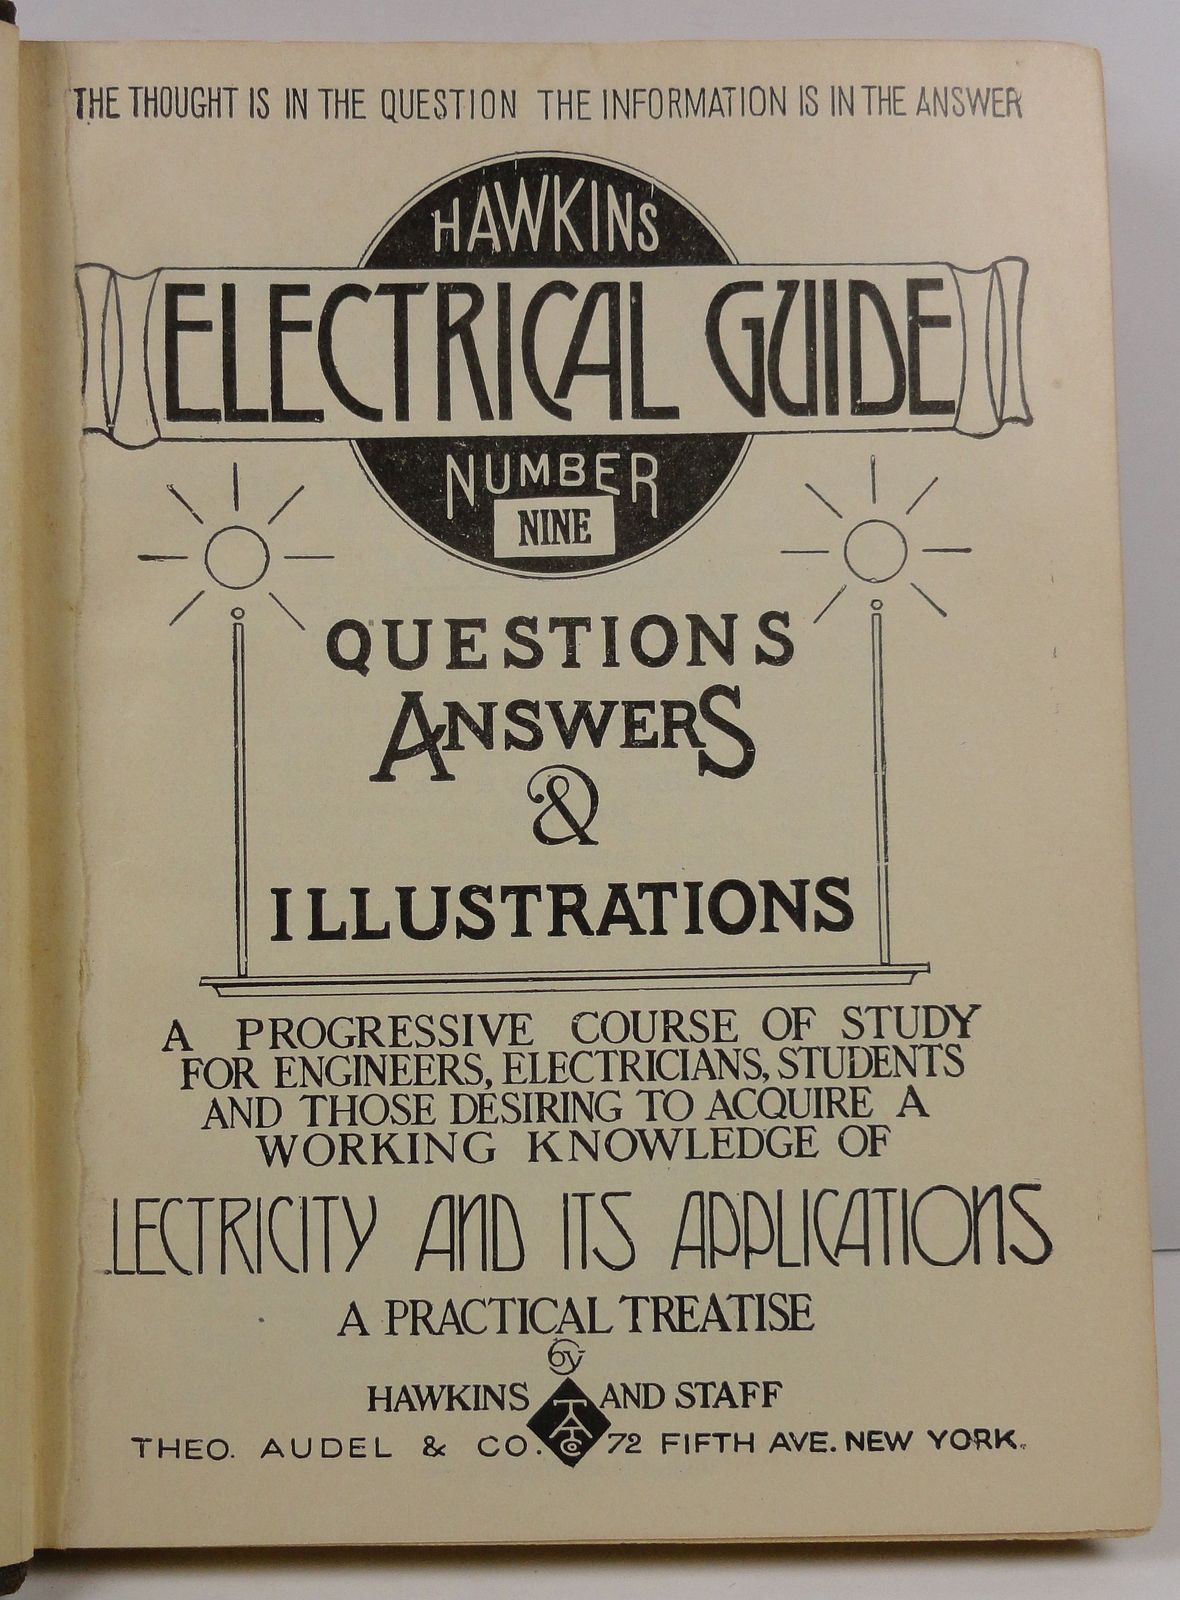 THE THOUGHT IS IN THE QUESTION THE INFORMATION IS IN THE ANSWER
HAWKINS
ELECTRICAL GUIDE
NUMBER
NINE
QUESTIONS
ANSWERS
&
ILLUSTRATIONS
A PROGRESSIVE COURSE OF STUDY
FOR ENGINEERS, ELECTRICIANS, STUDENTS
AND THOSE DESIRING TO ACQUIRE A
WORKING KNOWLEDGE OF
LECTRICITY AND ITS APPLICATIONS
A PRACTICAL TREATISE
by
HAWKINS AND STAFF
TACo
THEO. AUDEL & CO. 72 FIFTH AVE. NEW YORK.